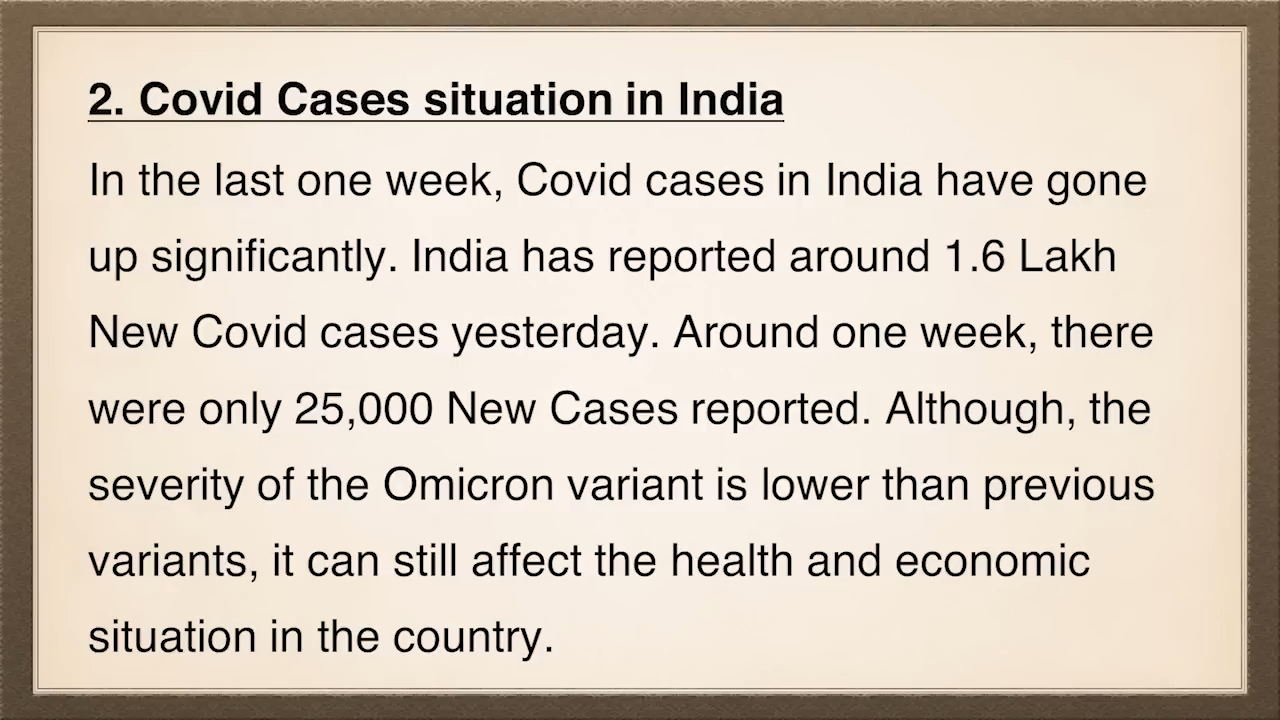 2. Covid Cases situation in India
In the last one week, Covid cases in India have gone
up significantly. India has reported around 1.6 Lakh
New Covid cases yesterday. Around one week, there
were only 25,000 New Cases reported. Although, the
severity of the Omicron variant is lower than previous
variants, it can still affect the health and economic
situation in the country.